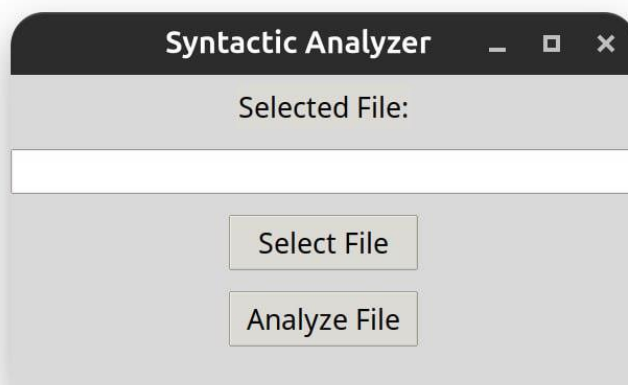 Syntactic Analyzer
Selected File:
Select File
Analyze File